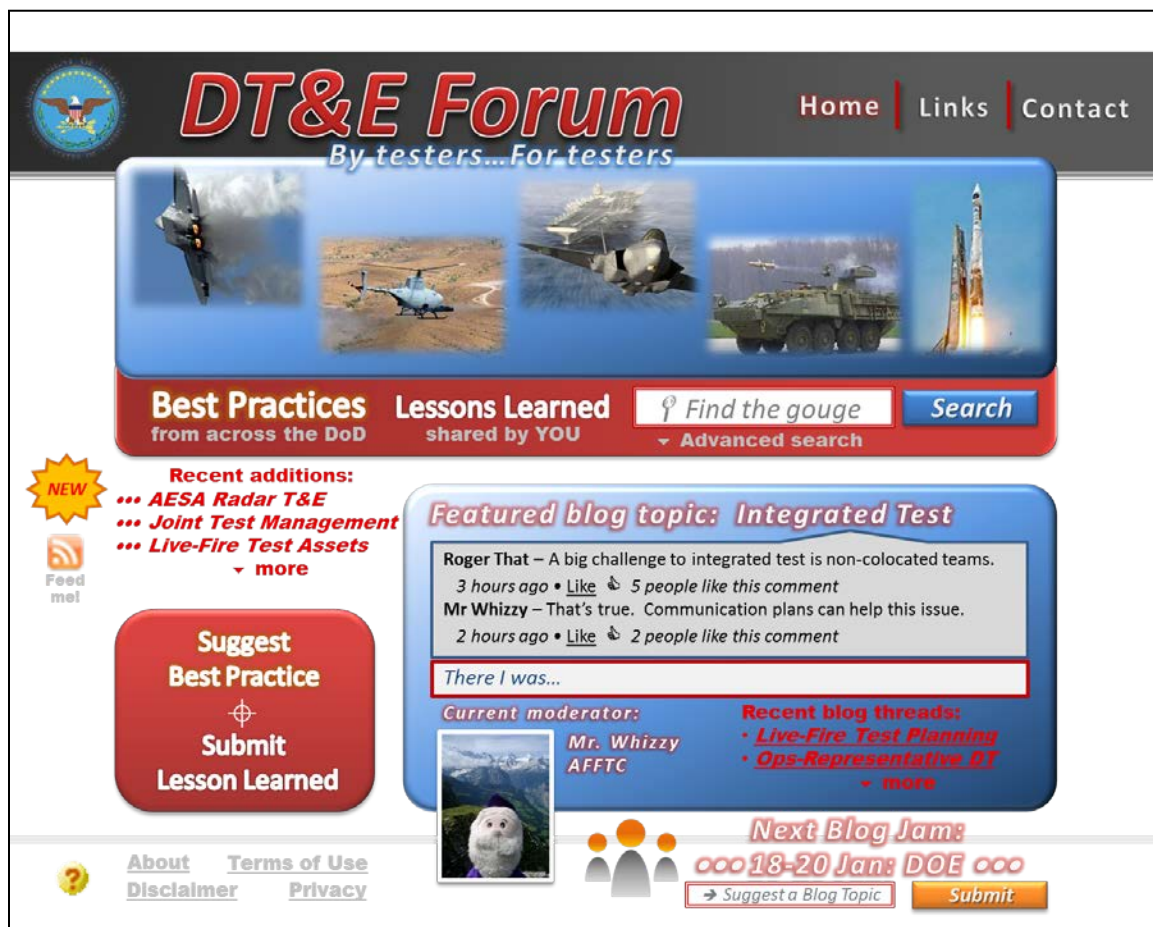 DT&E Forum
By testers...For testers
Home
Links
Contact
Best Practices
from across the DoD
Lessons Learned
shared by YOU
Find the gouge
Search
Advanced search
NEW
Recent additions:
••• AESA Radar T&E
••• Joint Test Management
••• Live-Fire Test Assets
more
Feed
me!
Suggest
Best Practice
Submit
Lesson Learned
Featured blog topic: Integrated Test
Roger That – A big challenge to integrated test is non-colocated teams.
3 hours ago • Like 5 people like this comment
Mr Whizzy – That's true. Communication plans can help this issue.
2 hours ago • Like 2 people like this comment
There I was...
Current moderator:
Mr. Whizzy
AFFTC
Recent blog threads:
• Live-Fire Test Planning
• Ops-Representative DT
more
Next Blog Jam:
••• 18-20 Jan: DOE •••
→ Suggest a Blog Topic
Submit
?
About
Terms of Use
Disclaimer
Privacy